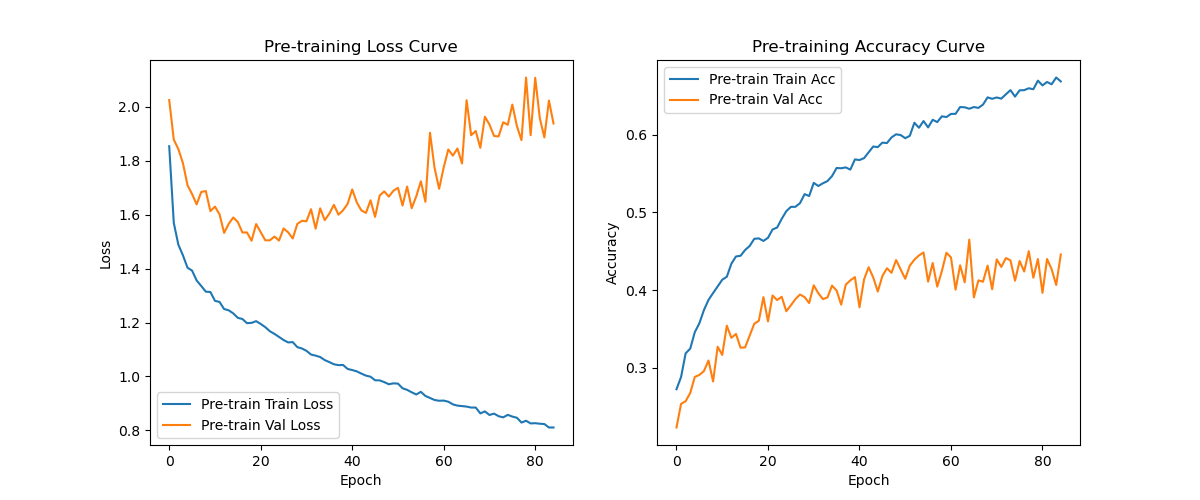 Pre-training Loss Curve
2.0
1.8
1.6
1.4
1.2
1.0
0.8
Loss
0 20 40 60 80
Epoch
Pre-train Train Loss
Pre-train Val Loss
Pre-training Accuracy Curve
Pre-train Train Acc
Pre-train Val Acc
0.6
0.5
0.4
0.3
Accuracy
0 20 40 60 80
Epoch